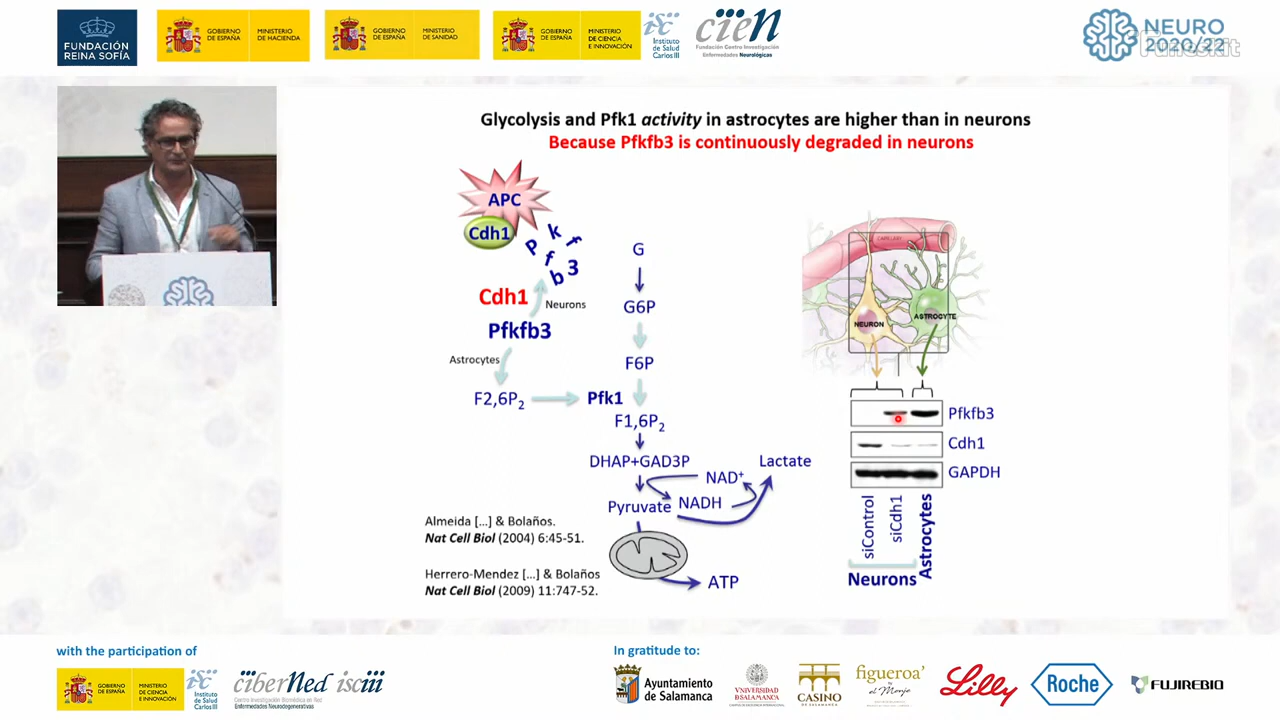 FUNDACIÓN
REINA SOFÍA
GOBIERNO
DE ESPAÑA
MINISTERIO
DE HACIENDA
GOBIERNO
DE ESPAÑA
MINISTERIO
DE SANIDAD
GOBIERNO
DE ESPAÑA
MINISTERIO
DE CIENCIA
E INNOVACIÓN
isc
Instituto
de Salud
Carlos III
cien
Fundación Centro Investigación
Enfermedades Neurológicas
NEURO
2020/22
Glycolysis and Pfk1 activity in astrocytes are higher than in neurons
Because Pfkfb3 is continuously degraded in neurons
APC
Cdh1
P f k f b 3
Cdh1
Neurons
Pfkfb3
Astrocytes
F2,6P2
Pfk1
G
G6P
F6P
F1,6P2
DHAP+GAD3P
NAD+
NADH
Lactate
Pyruvate
ATP
Almeida [...] & Bolaños.
Nat Cell Biol (2004) 6:45-51.
Herrero-Mendez [...] & Bolaños
Nat Cell Biol (2009) 11:747-52.
CAPILLARY
NEURON
ASTROCYTE
Pfkfb3
Cdh1
GAPDH
siControl
siCdh1
Astrocytes
Neurons
with the participation of
GOBIERNO
DE ESPAÑA
MINISTERIO
DE CIENCIA
E INNOVACIÓN
isc
Instituto
de Salud
Carlos III
ciberNed isciii
Centro Investigación Biomédica en Red
Enfermedades Neurodegenerativas
In gratitude to:
Ayuntamiento
de Salamanca
VNiVERSiDAD
DSALAMANCA
CASINO
DE SALAMANCA
figueroa'
by
el Monje
Lilly
Roche
FUJIREBIO